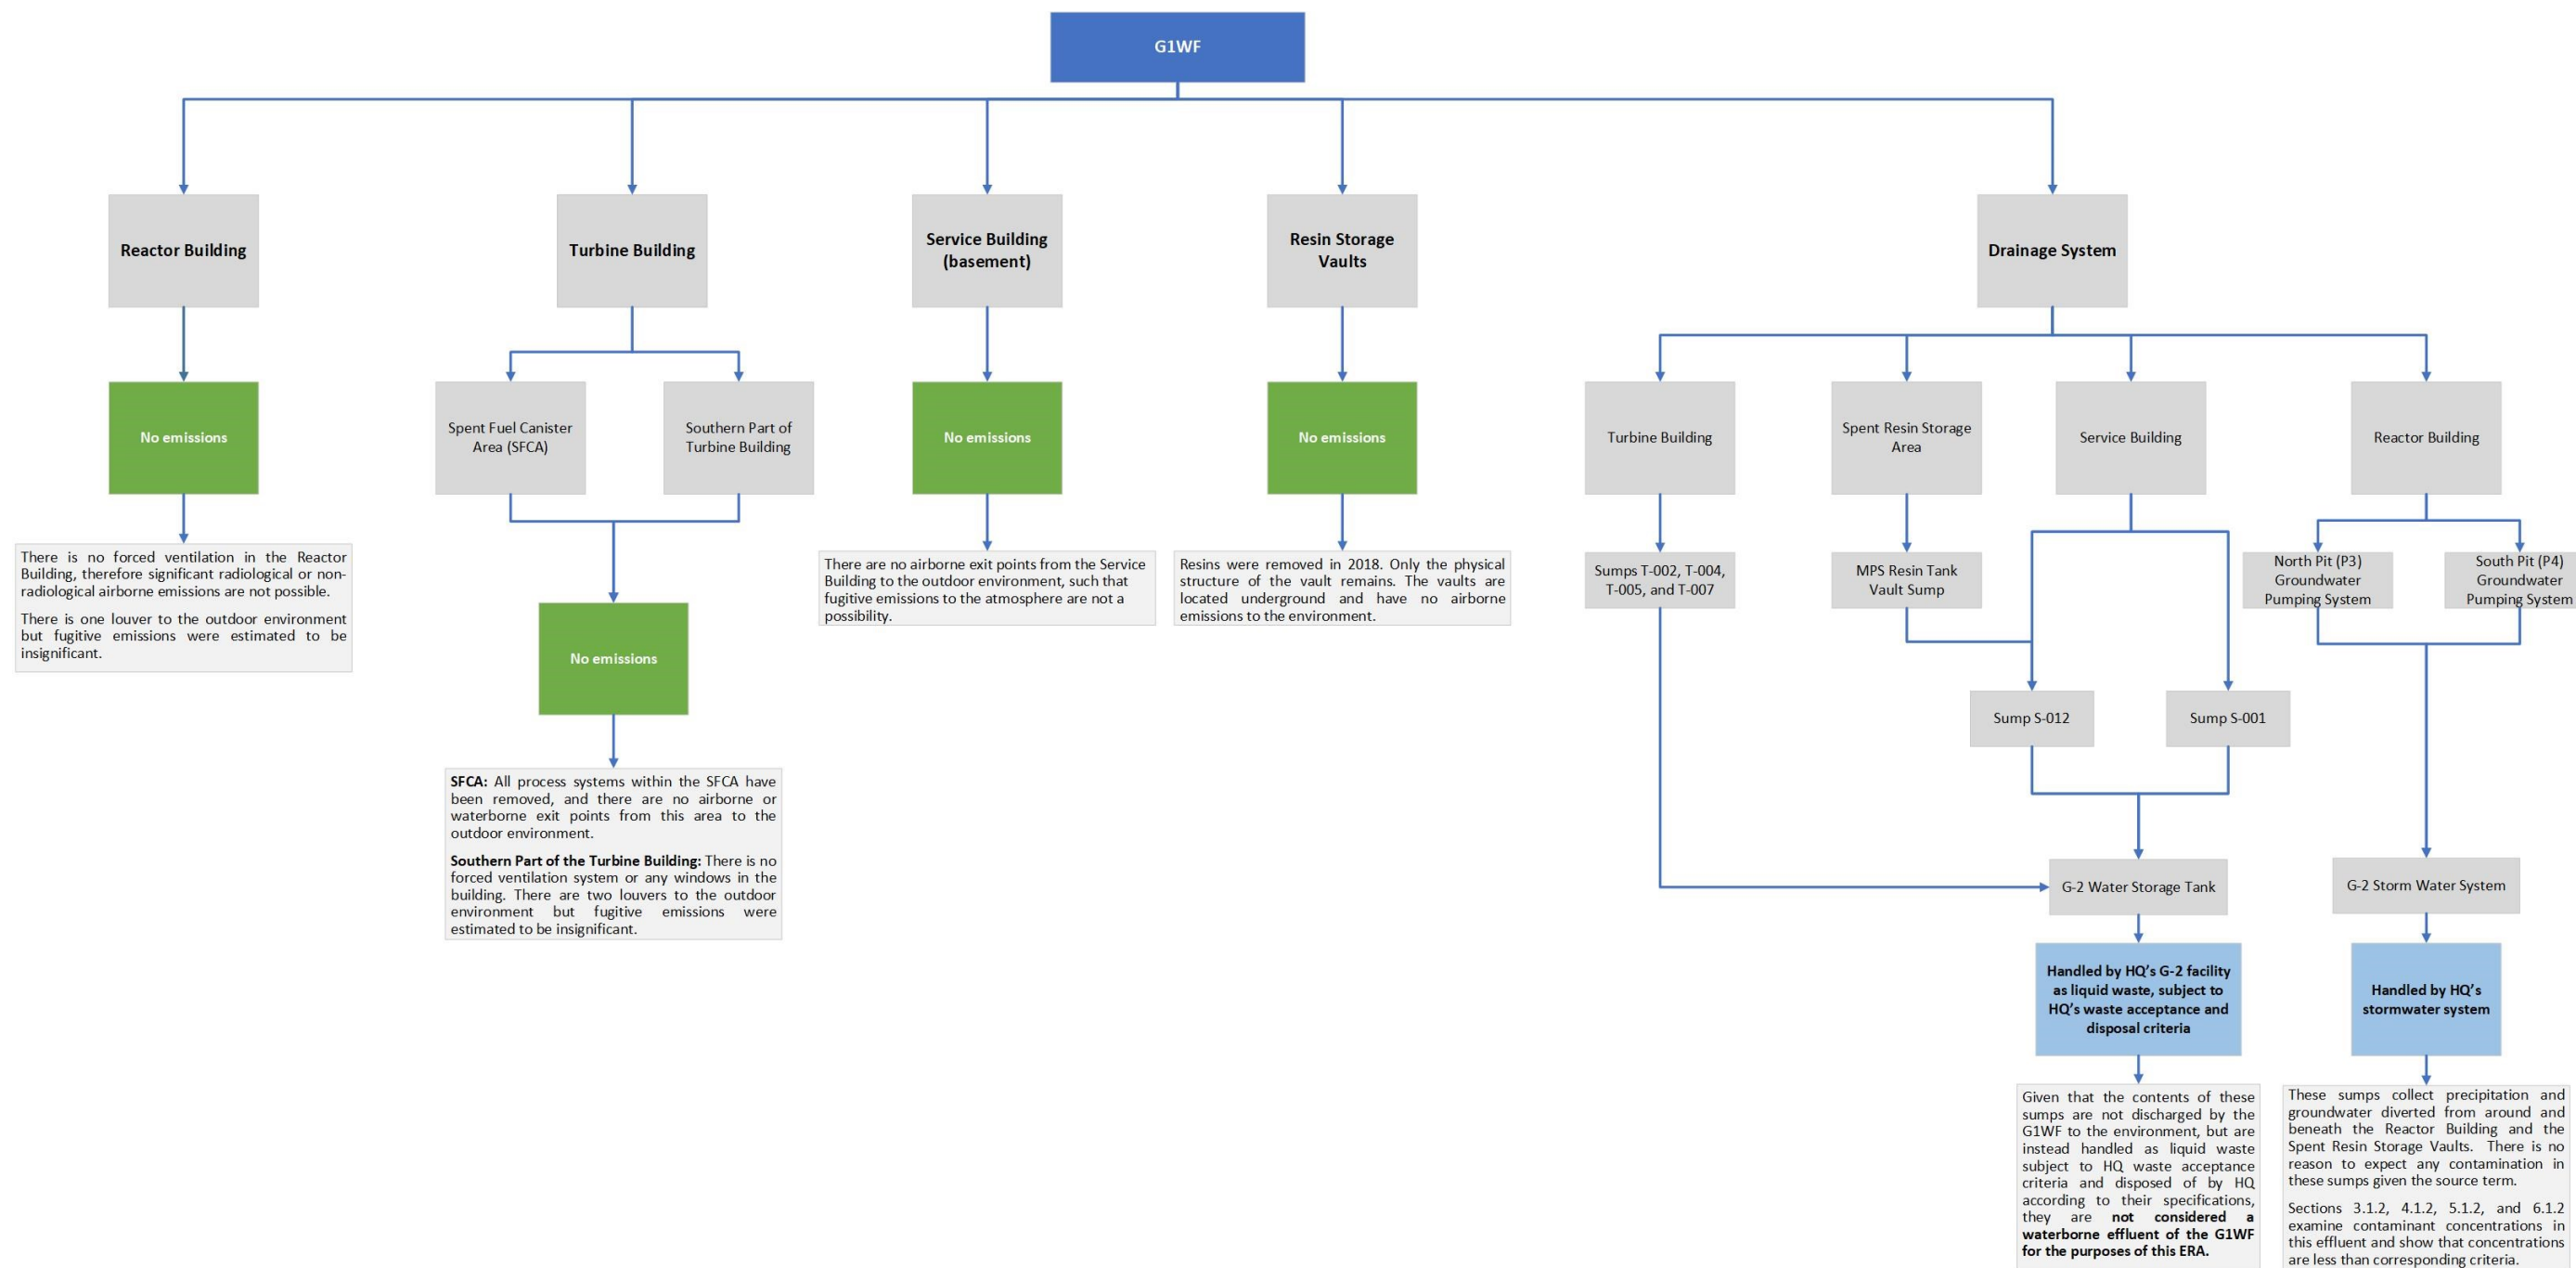 G1WF
Reactor Building
Turbine Building
Service Building
(basement)
Resin Storage
Vaults
Drainage System
No emissions
Spent Fuel Canister
Area (SFCA)
Southern Part of
Turbine Building
No emissions
No emissions
Turbine Building
Spent Resin Storage
Area
Service Building
Reactor Building
There is no forced ventilation in the Reactor
Building, therefore significant radiological or non-
radiological airborne emissions are not possible.
There is one louver to the outdoor environment
but fugitive emissions were estimated to be
insignificant.
No emissions
There are no airborne exit points from the Service
Building to the outdoor environment, such that
fugitive emissions to the atmosphere are not a
possibility.
Resins were removed in 2018. Only the physical
structure of the vault remains. The vaults are
located underground and have no airborne
emissions to the environment.
Sumps T-002, T-004,
T-005, and T-007
MPS Resin Tank
Vault Sump
North Pit (P3)
Groundwater
Pumping System
South Pit (P4)
Groundwater
Pumping System
Sump S-012
Sump S-001
SFCA: All process systems within the SFCA have
been removed, and there are no airborne or
waterborne exit points from this area to the
outdoor environment.
Southern Part of the Turbine Building: There is no
forced ventilation system or any windows in the
building. There are two louvers to the outdoor
environment but fugitive emissions were
estimated to be insignificant.
G-2 Water Storage Tank
G-2 Storm Water System
Handled by HQ's G-2 facility
as liquid waste, subject to
HQ's waste acceptance and
disposal criteria
Handled by HQ's
stormwater system
Given that the contents of these
sumps are not discharged by the
G1WF to the environment, but are
instead handled as liquid waste
subject to HQ waste acceptance
criteria and disposed of by HQ
according to their specifications,
they are not considered a
waterborne effluent of the G1WF
for the purposes of this ERA.
These sumps collect precipitation and
groundwater diverted from around and
beneath the Reactor Building and the
Spent Resin Storage Vaults. There is no
reason to expect any contamination in
these sumps given the source term.
Sections 3.1.2, 4.1.2, 5.1.2, and 6.1.2
examine contaminant concentrations in
this effluent and show that concentrations
are less than corresponding criteria.